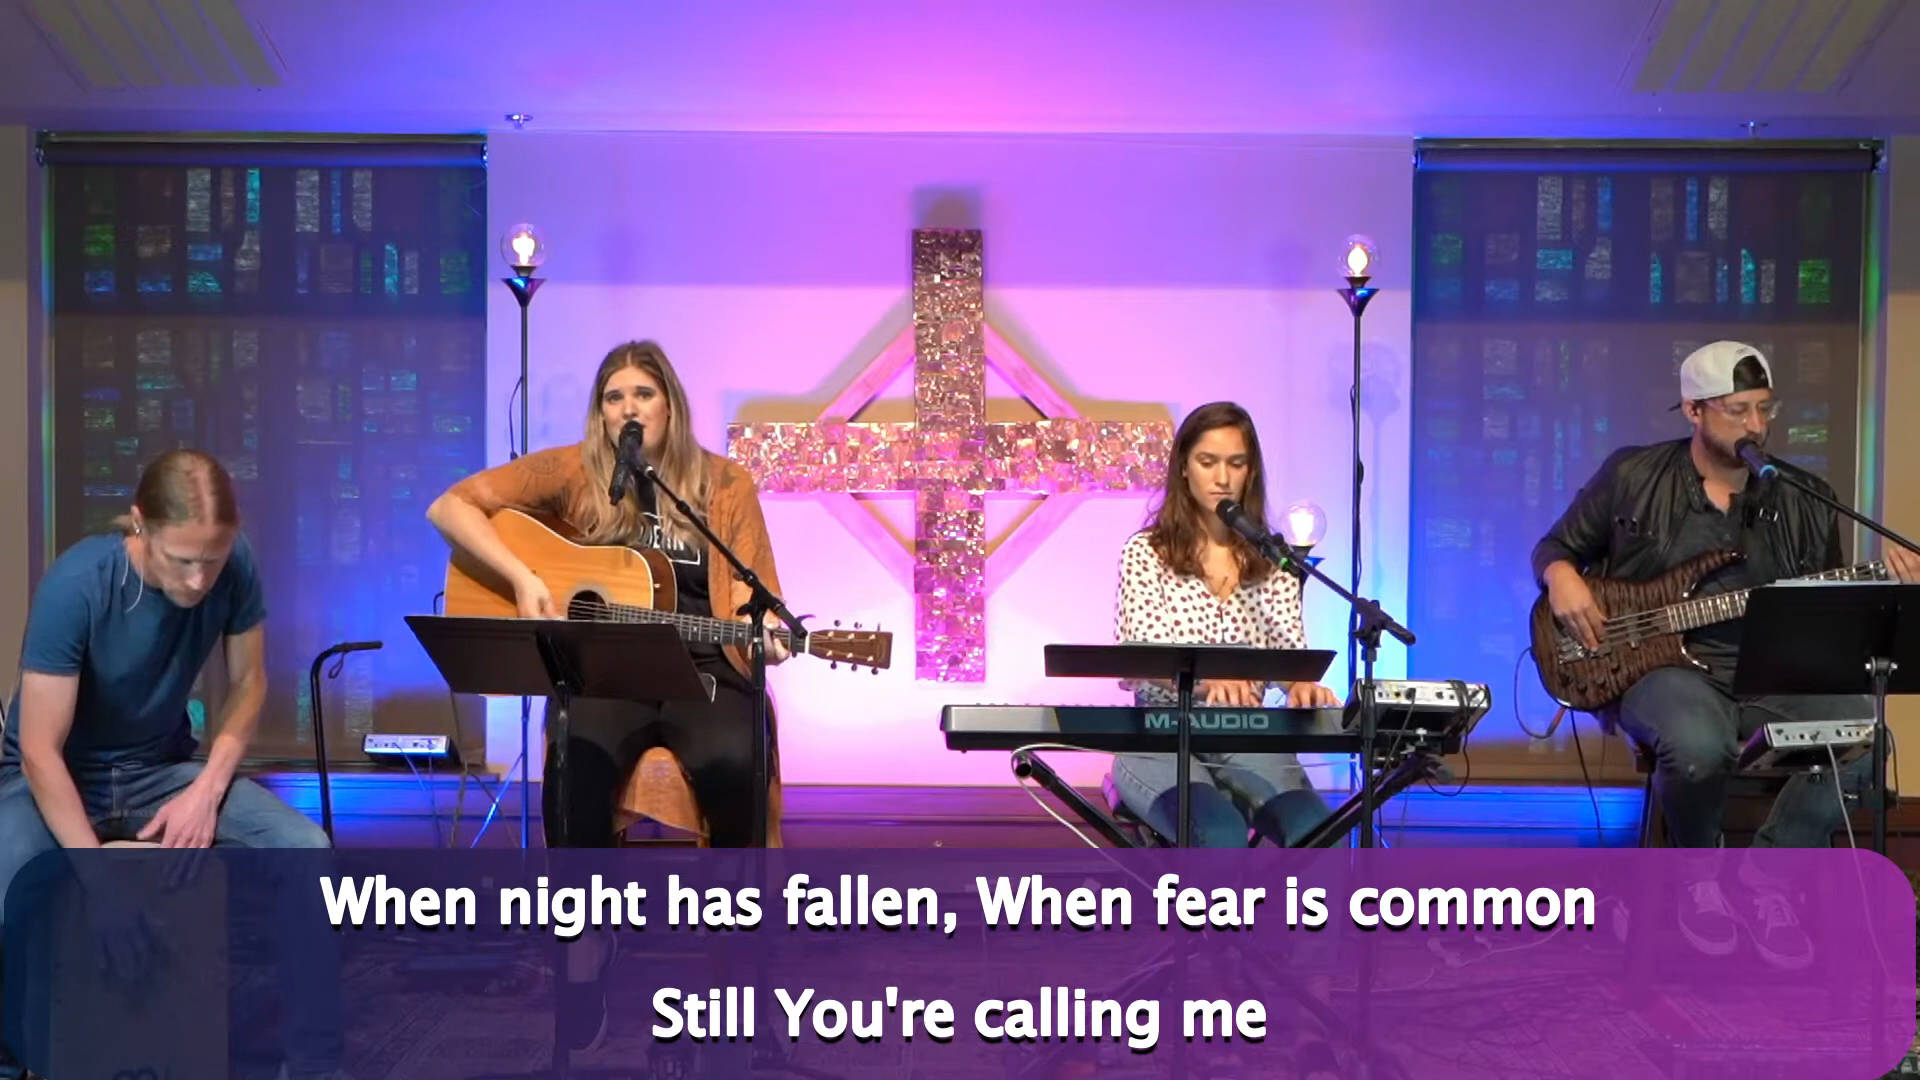 M-AUDIO
When night has fallen, When fear is common
Still You're calling me